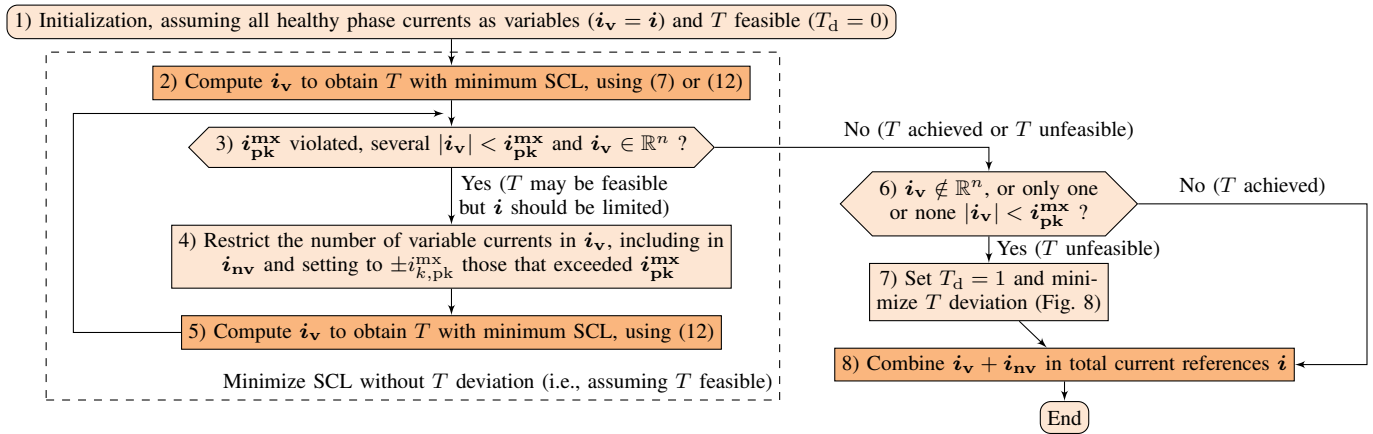 1) Initialization, assuming all healthy phase currents as variables (i_v = i) and T feasible (T_d = 0)
2) Compute i_v to obtain T with minimum SCL, using (7) or (12)
3) i_pk^mx violated, several |i_v| < i_pk^mx and i_v ∈ ℝ^n ?
Yes (T may be feasible
but i should be limited)
4) Restrict the number of variable currents in i_v, including in
i_nv and setting to ±i_k,pk^mx those that exceeded i_pk^mx
5) Compute i_v to obtain T with minimum SCL, using (12)
Minimize SCL without T deviation (i.e., assuming T feasible)
No (T achieved or T unfeasible)
6) i_v ∉ ℝ^n, or only one
or none |i_v| < i_pk^mx ?
No (T achieved)
Yes (T unfeasible)
7) Set T_d = 1 and mini-
mize T deviation (Fig. 8)
8) Combine i_v + i_nv in total current references i
End